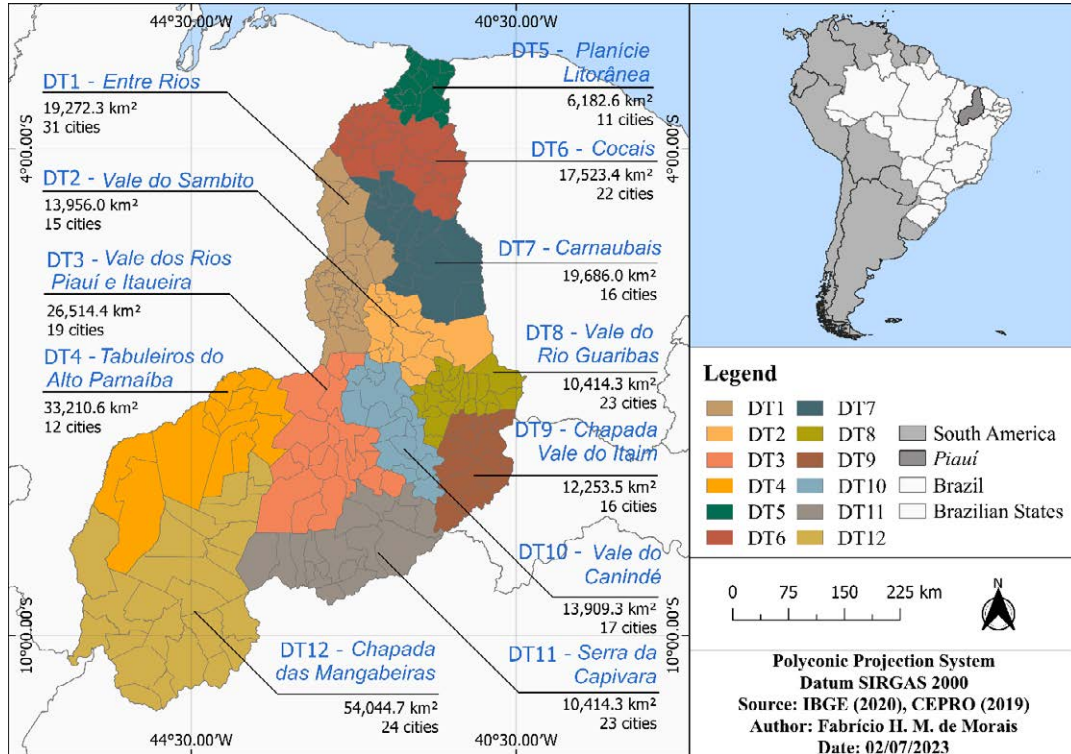 44°30.00'W
40°30.00'W
DT5 - Planície
Litorânea
6,182.6 km²
11 cities
DT1 - Entre Rios
19,272.3 km²
31 cities
4°00.00'S
4°00.00'S
DT6 - Cocais
17,523.4 km²
22 cities
DT2 - Vale do Sambito
13,956.0 km²
15 cities
DT7 - Carnaubais
19,686.0 km²
16 cities
DT3 - Vale dos Rios
Piauí e Itaueira
26,514.4 km²
19 cities
DT8 - Vale do
Rio Guaribas
10,414.3 km²
23 cities
DT4 - Tabuleiros do
Alto Parnaíba
33,210.6 km²
12 cities
DT9 - Chapada
Vale do Itaim
12,253.5 km²
16 cities
DT10 - Vale do
Canindé
13,909.3 km²
17 cities
10°00.00'S
10°00.00'S
DT12 - Chapada
das Mangabeiras
54,044.7 km²
24 cities
DT11 - Serra da
Capivara
10,414.3 km²
23 cities
44°30.00'W
40°30.00'W
Legend
DT1
DT2
DT3
DT4
DT5
DT6
DT7
DT8
DT9
DT10
DT11
DT12
South America
Piauí
Brazil
Brazilian States
0 75 150 225 km
N
Polyconic Projection System
Datum SIRGAS 2000
Source: IBGE (2020), CEPRO (2019)
Author: Fabrício H. M. de Morais
Date: 02/07/2023